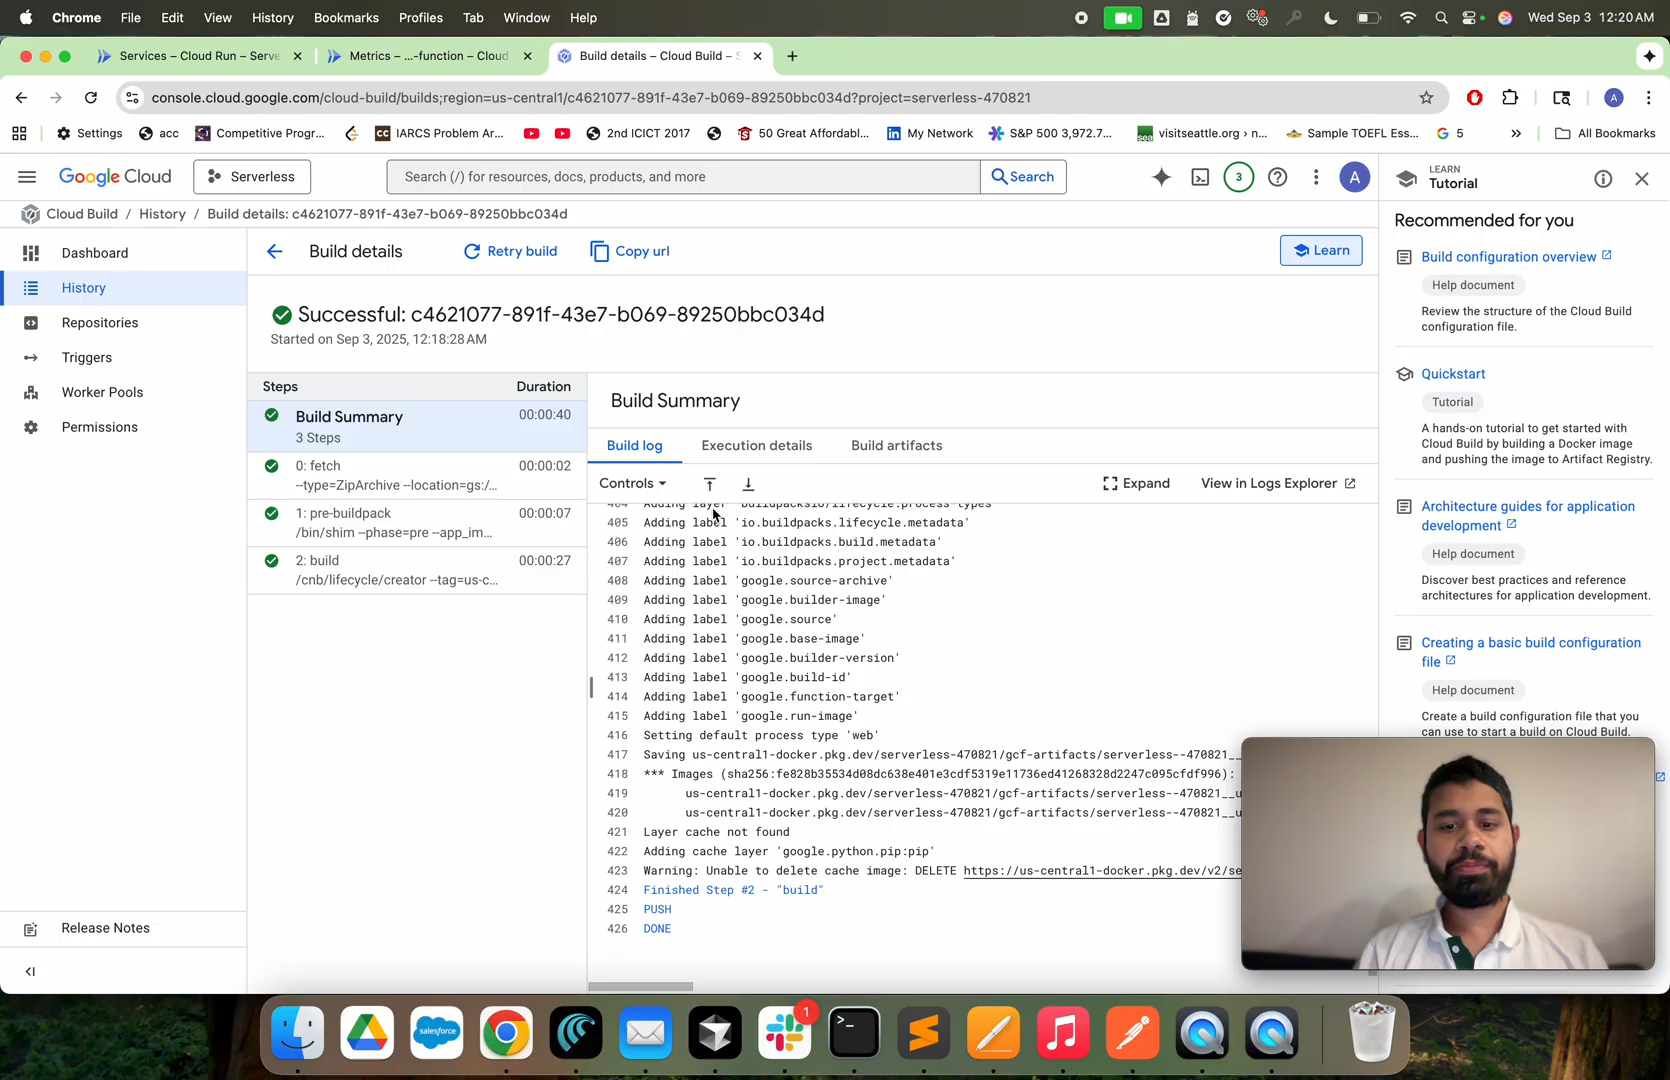 Chrome File Edit View History Bookmarks Profiles Tab Window Help Wed Sep 3 12:20 AM
Services – Cloud Run – Serve
Metrics – ...-function – Cloud
Build details – Cloud Build – S
console.cloud.google.com/cloud-build/builds;region=us-central1/c4621077-891f-43e7-b069-89250bbc034d?project=serverless-470821
A
Settings acc Competitive Progr... CC IARCS Problem Ar... 2nd ICICT 2017 50 Great Affordabl... My Network S&P 500 3,972.7... visitseattle.org › n... Sample TOEFL Ess... 5 All Bookmarks
Google Cloud
Serverless
Search (/) for resources, docs, products, and more
Search
3
A
LEARN
Tutorial
Cloud Build / History / Build details: c4621077-891f-43e7-b069-89250bbc034d
Dashboard
History
Repositories
Triggers
Worker Pools
Permissions
Release Notes
Build details
Retry build
Copy url
Learn
Successful: c4621077-891f-43e7-b069-89250bbc034d
Started on Sep 3, 2025, 12:18:28 AM
Steps Duration
Build Summary 00:00:40
3 Steps
0: fetch 00:00:02
--type=ZipArchive --location=gs:/...
1: pre-buildpack 00:00:07
/bin/shim --phase=pre --app_im...
2: build 00:00:27
/cnb/lifecycle/creator --tag=us-c...
Build Summary
Build log Execution details Build artifacts
Controls Expand View in Logs Explorer
404 Adding layer 'buildpacksio/lifecycle:process-types'
405 Adding label 'io.buildpacks.lifecycle.metadata'
406 Adding label 'io.buildpacks.build.metadata'
407 Adding label 'io.buildpacks.project.metadata'
408 Adding label 'google.source-archive'
409 Adding label 'google.builder-image'
410 Adding label 'google.source'
411 Adding label 'google.base-image'
412 Adding label 'google.builder-version'
413 Adding label 'google.build-id'
414 Adding label 'google.function-target'
415 Adding label 'google.run-image'
416 Setting default process type 'web'
417 Saving us-central1-docker.pkg.dev/serverless-470821/gcf-artifacts/serverless--470821__
418 *** Images (sha256:fe828b35534d08dc638e401e3cdf5319e11736ed41268328d2247c095cfdf996):
419 us-central1-docker.pkg.dev/serverless-470821/gcf-artifacts/serverless--470821__u
420 us-central1-docker.pkg.dev/serverless-470821/gcf-artifacts/serverless--470821__u
421 Layer cache not found
422 Adding cache layer 'google.python.pip:pip'
423 Warning: Unable to delete cache image: DELETE https://us-central1-docker.pkg.dev/v2/se
424 Finished Step #2 - "build"
425 PUSH
426 DONE
Recommended for you
Build configuration overview
Help document
Review the structure of the Cloud Build
configuration file.
Quickstart
Tutorial
A hands-on tutorial to get started with
Cloud Build by building a Docker image
and pushing the image to Artifact Registry.
Architecture guides for application
development
Help document
Discover best practices and reference
architectures for application development.
Creating a basic build configuration
file
Help document
Create a build configuration file that you
can use to start a build on Cloud Build.
salesforce
1